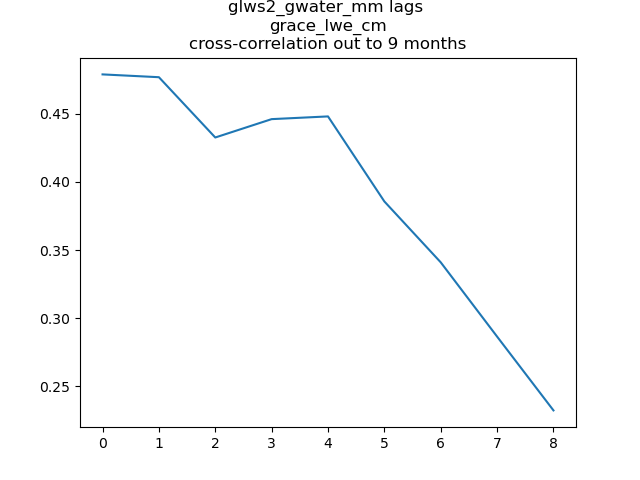 glws2_gwater_mm lags
grace_lwe_cm
cross-correlation out to 9 months
0.45
0.40
0.35
0.30
0.25
0 1 2 3 4 5 6 7 8